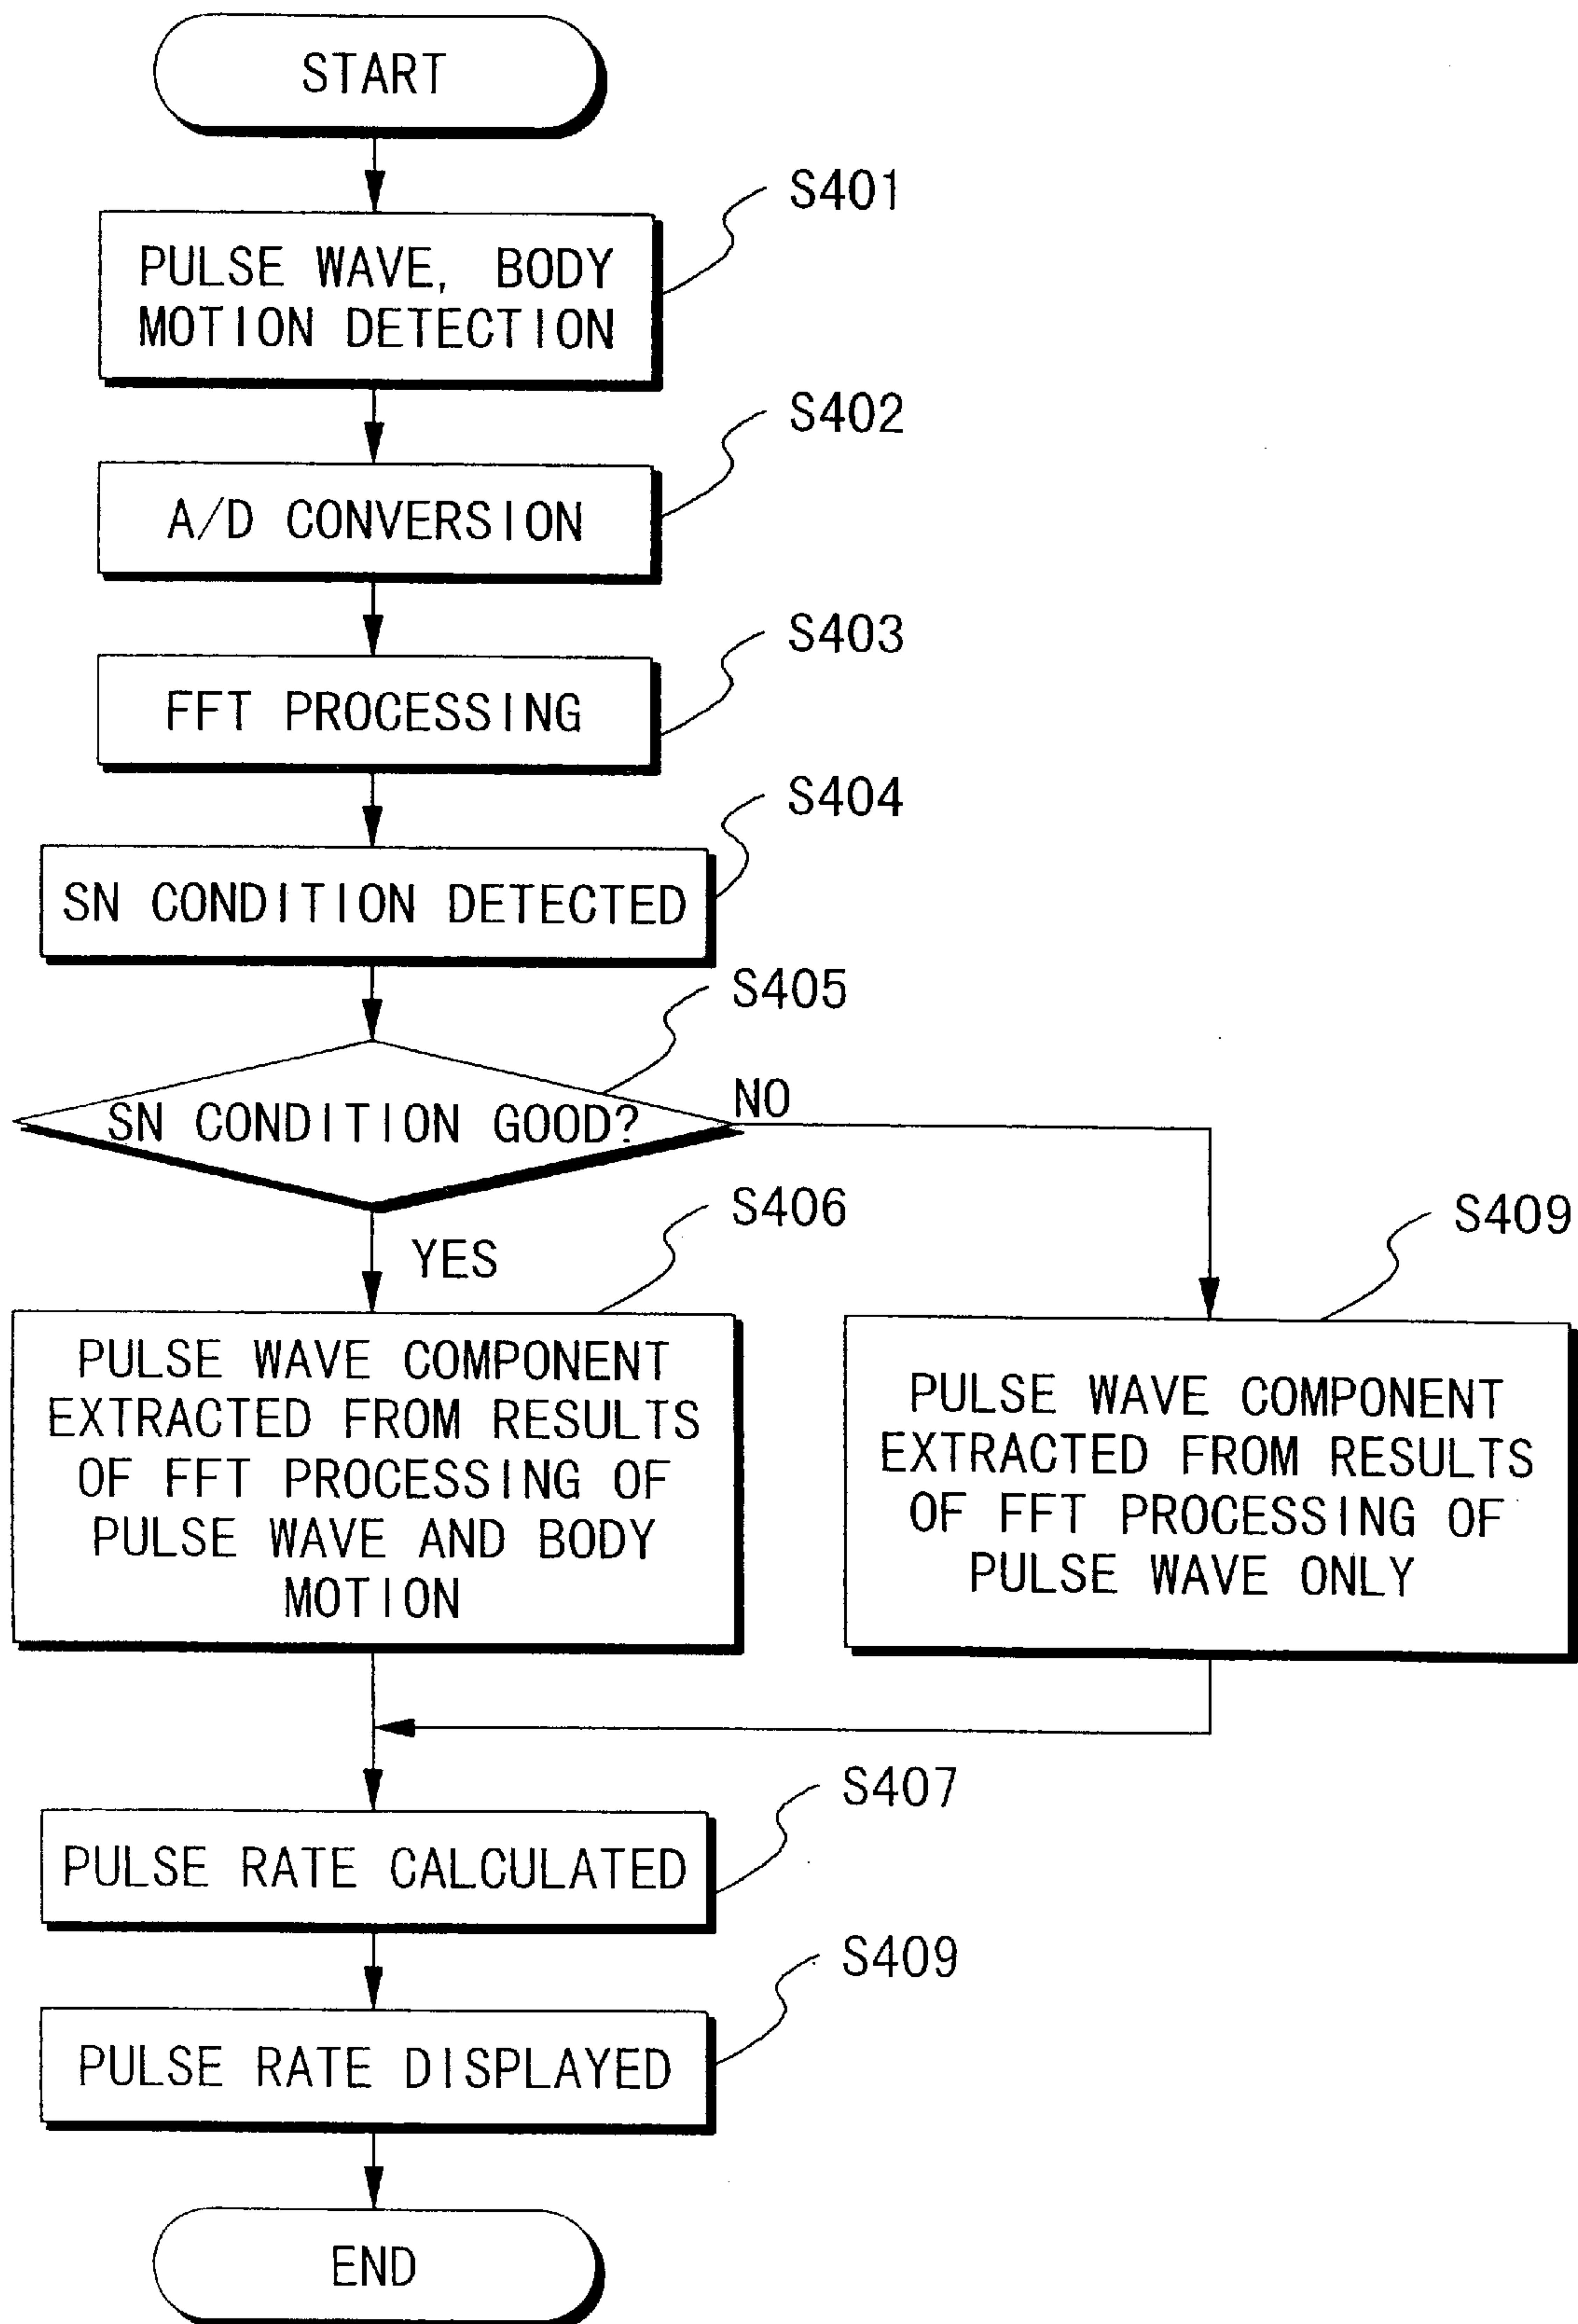 START
S401
PULSE WAVE, BODY
MOTION DETECTION
S402
A/D CONVERSION
S403
FFT PROCESSING
S404
SN CONDITION DETECTED
S405
SN CONDITION GOOD?
NO
YES
S406
PULSE WAVE COMPONENT
EXTRACTED FROM RESULTS
OF FFT PROCESSING OF
PULSE WAVE AND BODY
MOTION
S409
PULSE WAVE COMPONENT
EXTRACTED FROM RESULTS
OF FFT PROCESSING OF
PULSE WAVE ONLY
S407
PULSE RATE CALCULATED
S409
PULSE RATE DISPLAYED
END